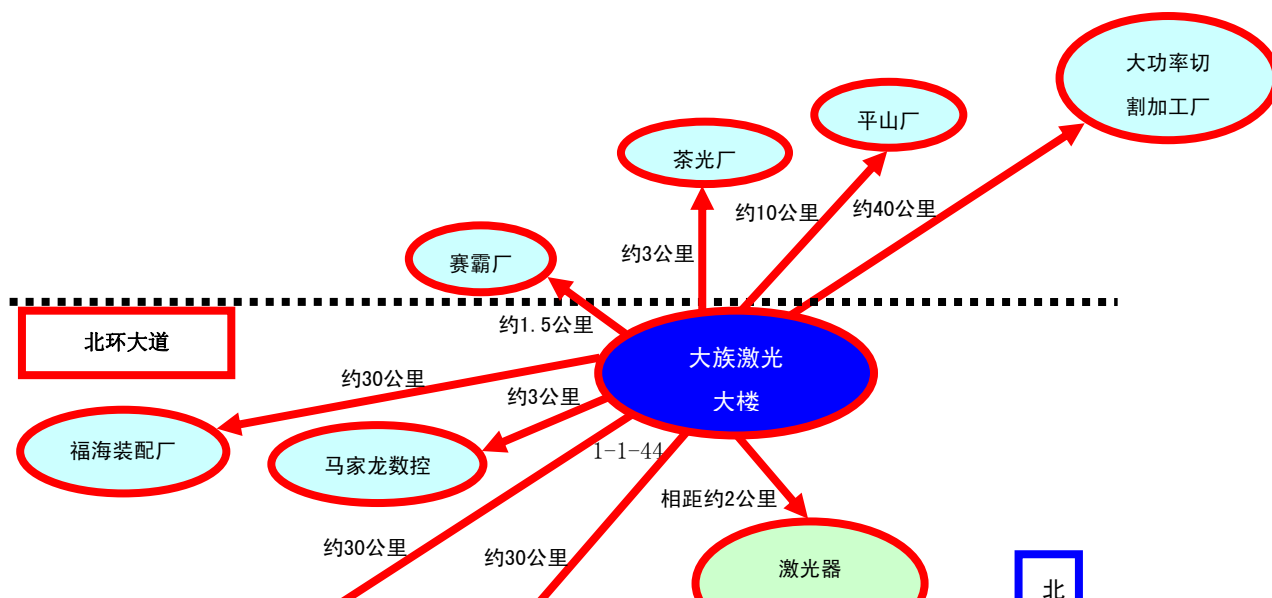 大功率切
割加工厂
平山厂
茶光厂
约10公里
约40公里
赛霸厂
约3公里
约1.5公里
北环大道
大族激光
大楼
约30公里
约3公里
福海装配厂
马家龙数控
1-1-44
相距约2公里
约30公里
约30公里
激光器
北